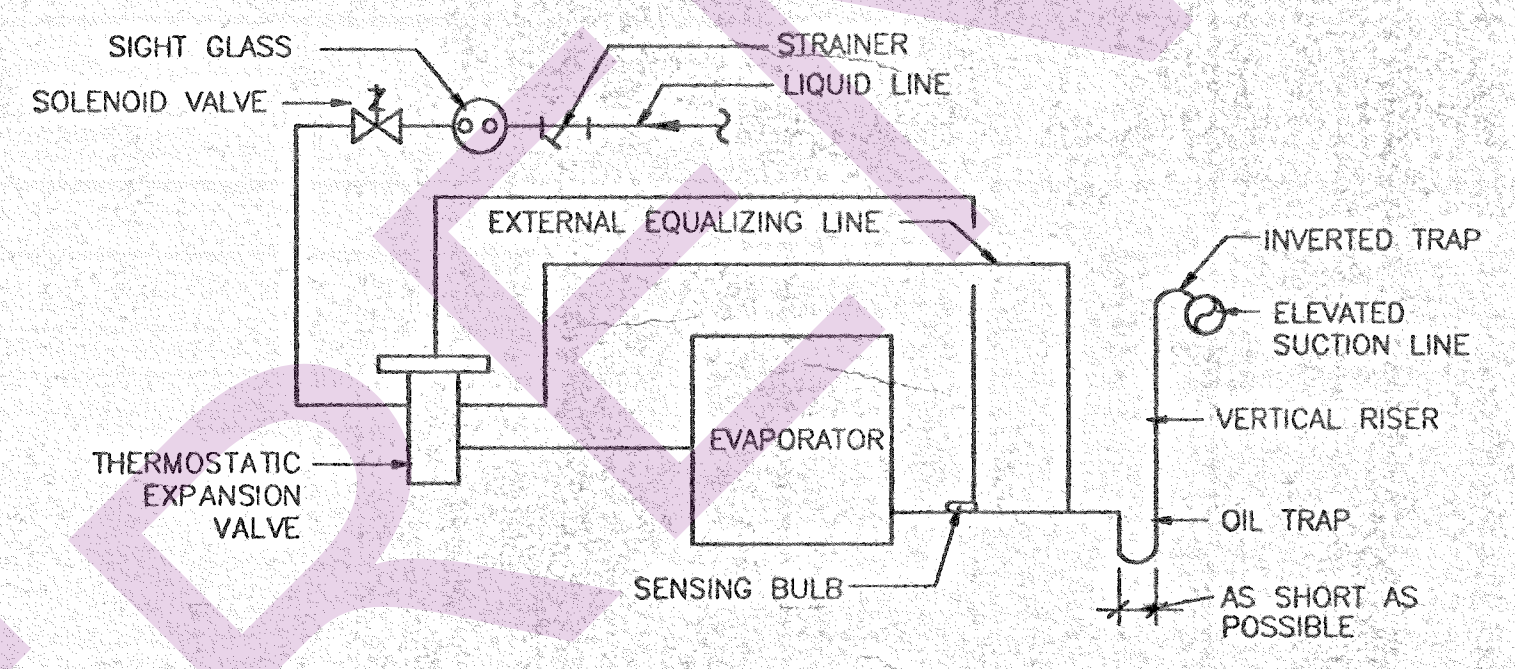 SIGHT GLASS
STRAINER
SOLENOID VALVE
LIQUID LINE
EXTERNAL EQUALIZING LINE
INVERTED TRAP
ELEVATED
SUCTION LINE
VERTICAL RISER
EVAPORATOR
THERMOSTATIC
EXPANSION
VALVE
OIL TRAP
SENSING BULB
AS SHORT AS
POSSIBLE